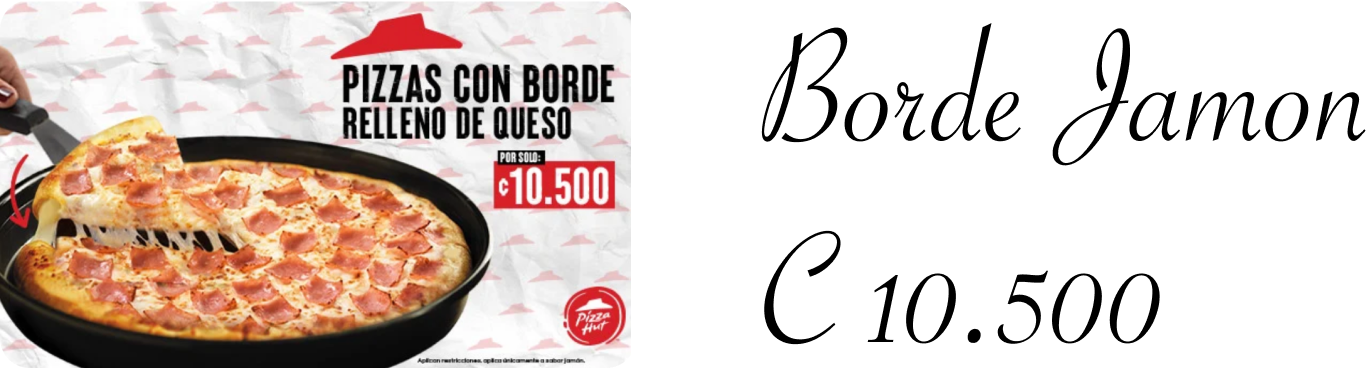 PIZZAS CON BORDE
RELLENO DE QUESO
POR SOLO:
¢10.500
Pizza
Hut
Aplican restricciones, aplica únicamente a sabor jamón.
Borde Jamon
C 10.500